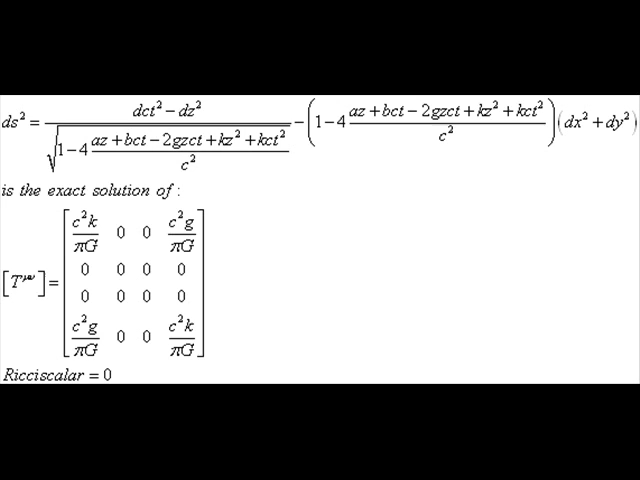 ds² = (dct² − dz²) / √(1 − 4 (az + bct − 2gzct + kz² + kct²) / c²) − (1 − 4 (az + bct − 2gzct + kz² + kct²) / c²) (dx² + dy²)
is the exact solution of :
[T^μν] = [ c²k/πG 0 0 c²g/πG
0 0 0 0
0 0 0 0
c²g/πG 0 0 c²k/πG ]
Ricciscalar = 0